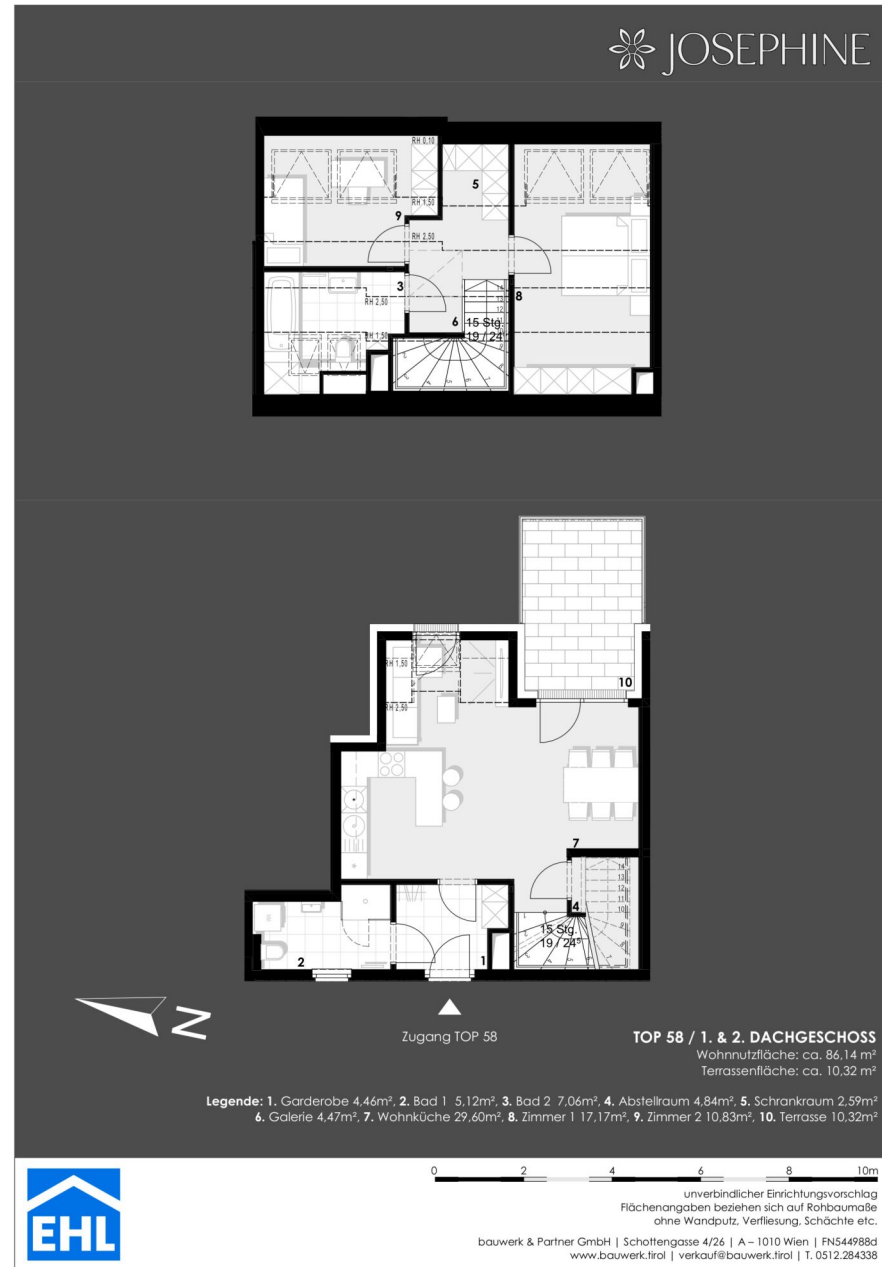 JOSEPHINE
RH 0,10
5
RH 1,50
9
RH 2,50
3
8
RH 2,50
6
15 Stg.
19 / 24⁵
RH 1,50
RH 1,50
10
RH 2,50
7
4
15 Stg.
19 / 24⁵
2
1
N
Zugang TOP 58
TOP 58 / 1. & 2. DACHGESCHOSS
Wohnnutzfläche: ca. 86,14 m²
Terrassenfläche: ca. 10,32 m²
Legende: 1. Garderobe 4,46m², 2. Bad 1 5,12m², 3. Bad 2 7,06m², 4. Abstellraum 4,84m², 5. Schrankraum 2,59m²
6. Galerie 4,47m², 7. Wohnküche 29,60m², 8. Zimmer 1 17,17m², 9. Zimmer 2 10,83m², 10. Terrasse 10,32m²
EHL
0 2 4 6 8 10m
unverbindlicher Einrichtungsvorschlag
Flächenangaben beziehen sich auf Rohbaumaße
ohne Wandputz, Verfliesung, Schächte etc.
bauwerk & Partner GmbH | Schottengasse 4/26 | A – 1010 Wien | FN544988d
www.bauwerk.tirol | verkauf@bauwerk.tirol | T. 0512.284338